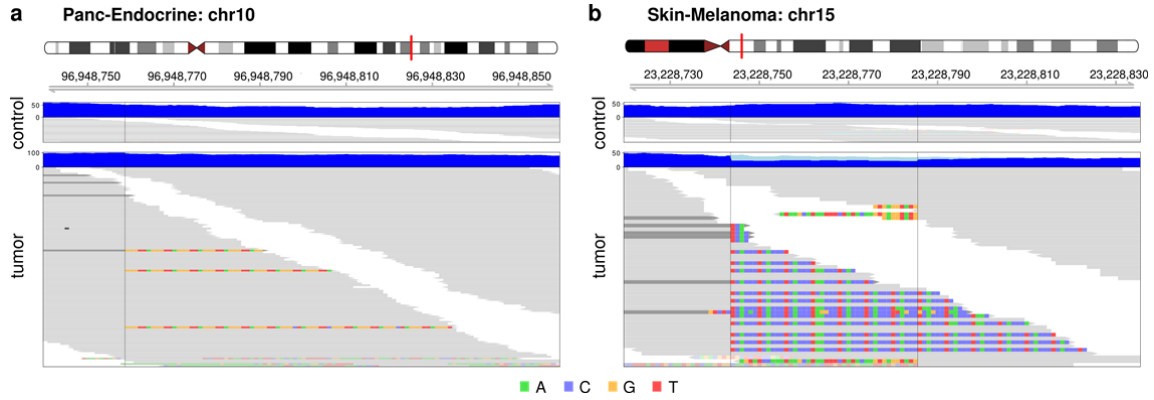 a Panc-Endocrine: chr10
96,948,750 96,948,770 96,948,790 96,948,810 96,948,830 96,948,850
control
50
0
tumor
100
0
b Skin-Melanoma: chr15
23,228,730 23,228,750 23,228,770 23,228,790 23,228,810 23,228,830
control
50
0
tumor
50
0
A C G T